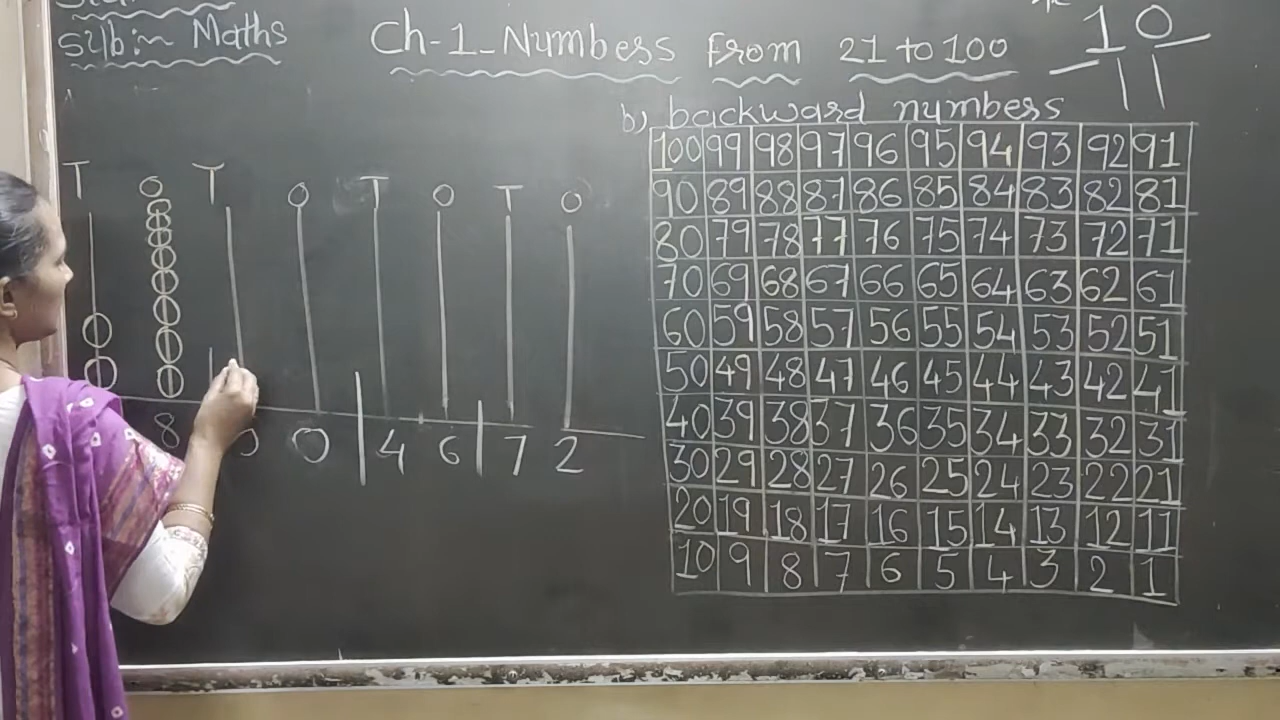 Sub:- Maths
Ch-1 Numbers from 21 to 100
10
b) backward numbers
T O T O T O T O
8 0 4 6 7 2
100 99 98 97 96 95 94 93 92 91
90 89 88 87 86 85 84 83 82 81
80 79 78 77 76 75 74 73 72 71
70 69 68 67 66 65 64 63 62 61
60 59 58 57 56 55 54 53 52 51
50 49 48 47 46 45 44 43 42 41
40 39 38 37 36 35 34 33 32 31
30 29 28 27 26 25 24 23 22 21
20 19 18 17 16 15 14 13 12 11
10 9 8 7 6 5 4 3 2 1